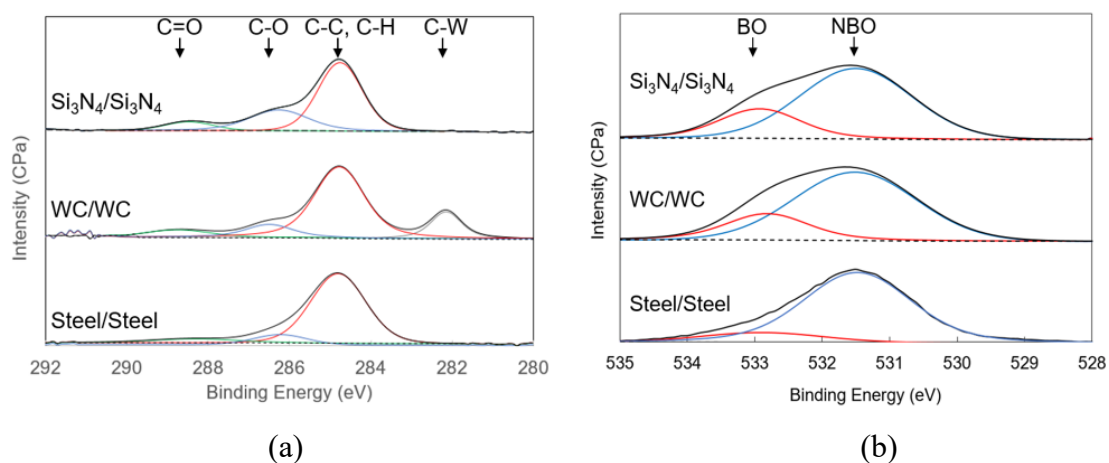 C=O C-O C-C, C-H C-W
Si₃N₄/Si₃N₄
WC/WC
Steel/Steel
Intensity (CPa)
292 290 288 286 284 282 280
Binding Energy (eV)
(a)
BO NBO
Si₃N₄/Si₃N₄
WC/WC
Steel/Steel
Intensity (CPa)
535 534 533 532 531 530 529 528
Binding Energy (eV)
(b)